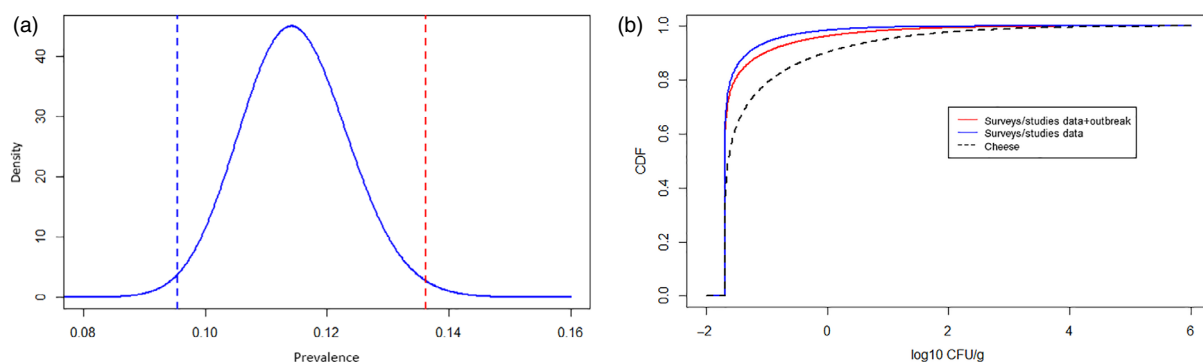 (a)
Density
40
30
20
10
0
0.08 0.10 0.12 0.14 0.16
Prevalence
(b)
CDF
1.0
0.8
0.6
0.4
0.2
0.0
Surveys/studies data+outbreak
Surveys/studies data
Cheese
−2 0 2 4 6
log10 CFU/g